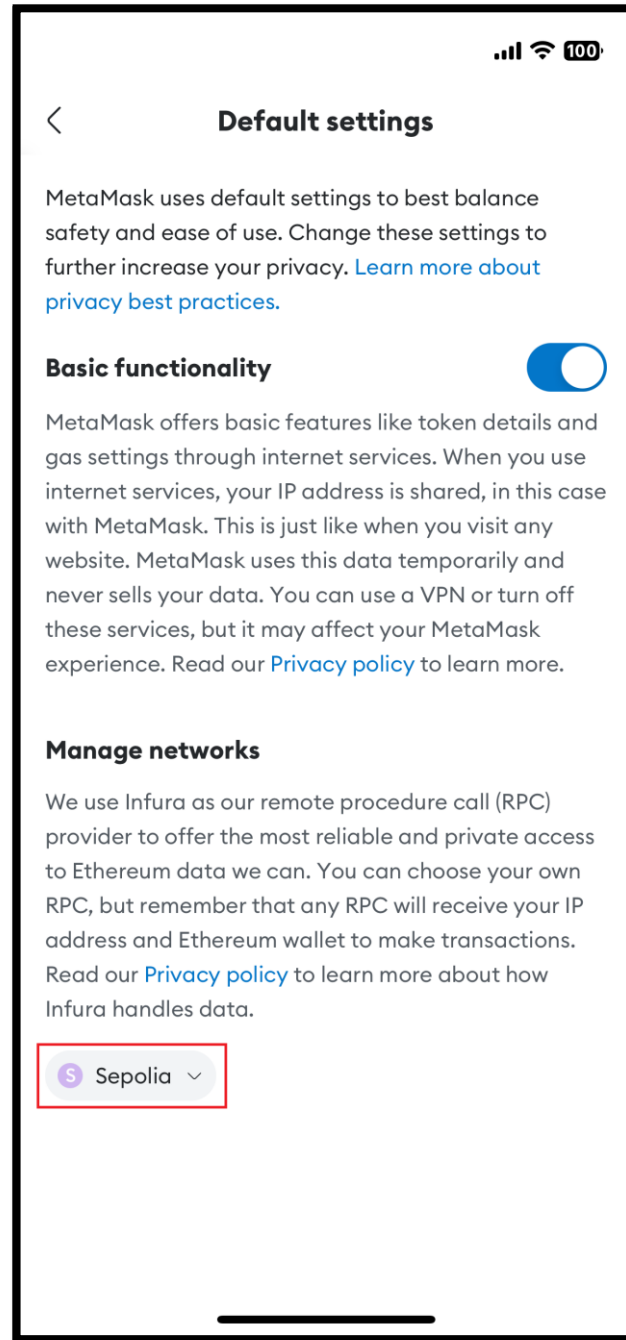 100
Default settings
MetaMask uses default settings to best balance
safety and ease of use. Change these settings to
further increase your privacy. Learn more about
privacy best practices.
Basic functionality
MetaMask offers basic features like token details and
gas settings through internet services. When you use
internet services, your IP address is shared, in this case
with MetaMask. This is just like when you visit any
website. MetaMask uses this data temporarily and
never sells your data. You can use a VPN or turn off
these services, but it may affect your MetaMask
experience. Read our Privacy policy to learn more.
Manage networks
We use Infura as our remote procedure call (RPC)
provider to offer the most reliable and private access
to Ethereum data we can. You can choose your own
RPC, but remember that any RPC will receive your IP
address and Ethereum wallet to make transactions.
Read our Privacy policy to learn more about how
Infura handles data.
S Sepolia